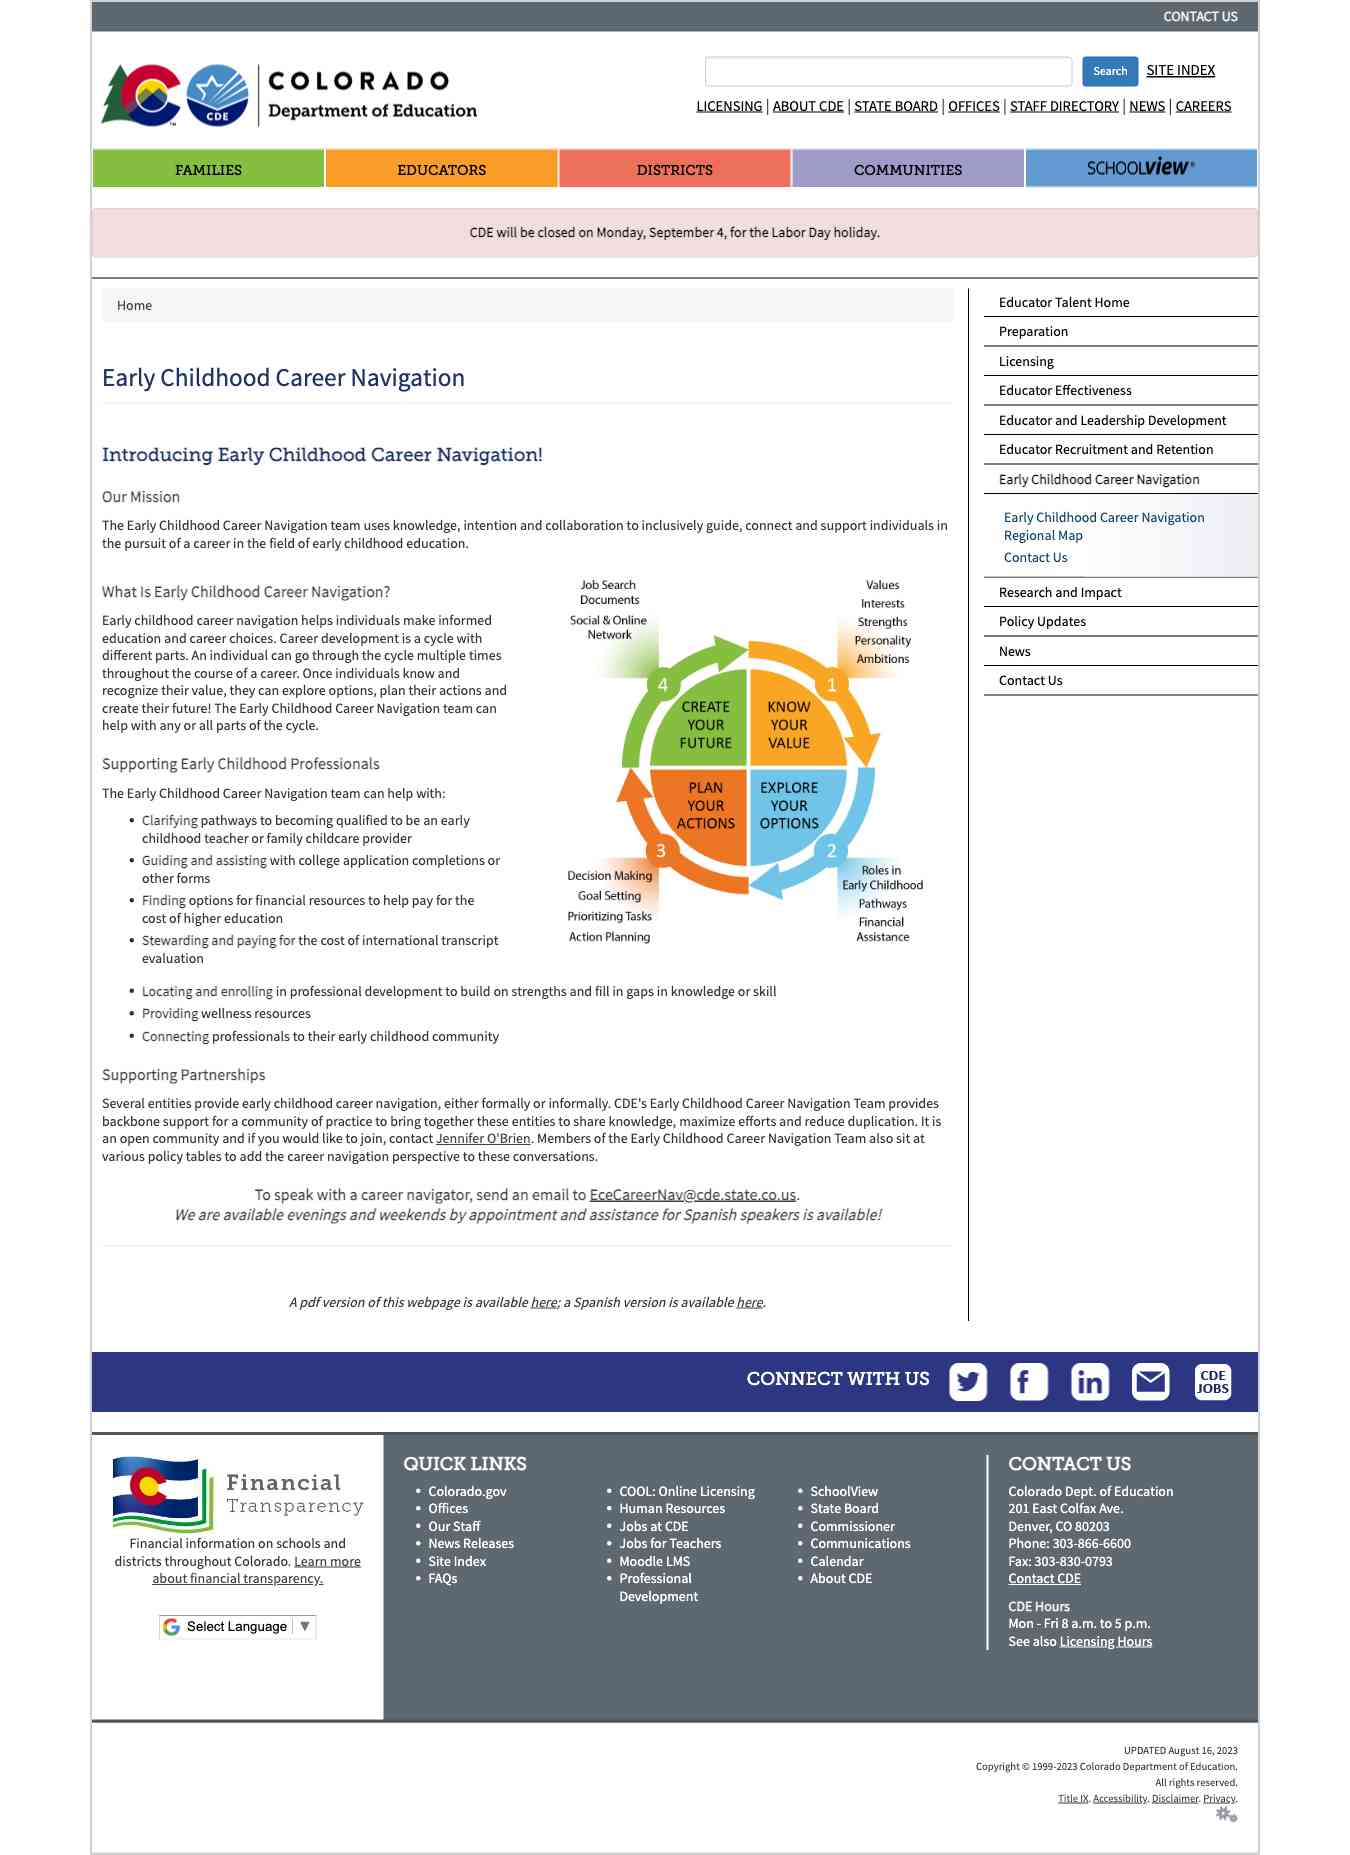 CONTACT US
CDE
COLORADO
Department of Education
Search
SITE INDEX
LICENSING | ABOUT CDE | STATE BOARD | OFFICES | STAFF DIRECTORY | NEWS | CAREERS
FAMILIES
EDUCATORS
DISTRICTS
COMMUNITIES
SCHOOLVIEW®
CDE will be closed on Monday, September 4, for the Labor Day holiday.
Home
Early Childhood Career Navigation
Introducing Early Childhood Career Navigation!
Our Mission
The Early Childhood Career Navigation team uses knowledge, intention and collaboration to inclusively guide, connect and support individuals in
the pursuit of a career in the field of early childhood education.
What Is Early Childhood Career Navigation?
Early childhood career navigation helps individuals make informed
education and career choices. Career development is a cycle with
different parts. An individual can go through the cycle multiple times
throughout the course of a career. Once individuals know and
recognize their value, they can explore options, plan their actions and
create their future! The Early Childhood Career Navigation team can
help with any or all parts of the cycle.
Job Search
Documents
Social & Online
Network
Values
Interests
Strengths
Personality
Ambitions
4
CREATE
YOUR
FUTURE
1
KNOW
YOUR
VALUE
PLAN
YOUR
ACTIONS
3
EXPLORE
YOUR
OPTIONS
2
Decision Making
Goal Setting
Prioritizing Tasks
Action Planning
Roles in
Early Childhood
Pathways
Financial
Assistance
Supporting Early Childhood Professionals
The Early Childhood Career Navigation team can help with:
• Clarifying pathways to becoming qualified to be an early
childhood teacher or family childcare provider
• Guiding and assisting with college application completions or
other forms
• Finding options for financial resources to help pay for the
cost of higher education
• Stewarding and paying for the cost of international transcript
evaluation
• Locating and enrolling in professional development to build on strengths and fill in gaps in knowledge or skill
• Providing wellness resources
• Connecting professionals to their early childhood community
Supporting Partnerships
Several entities provide early childhood career navigation, either formally or informally. CDE's Early Childhood Career Navigation Team provides
backbone support for a community of practice to bring together these entities to share knowledge, maximize efforts and reduce duplication. It is
an open community and if you would like to join, contact Jennifer O'Brien. Members of the Early Childhood Career Navigation Team also sit at
various policy tables to add the career navigation perspective to these conversations.
To speak with a career navigator, send an email to EceCareerNav@cde.state.co.us.
We are available evenings and weekends by appointment and assistance for Spanish speakers is available!
A pdf version of this webpage is available here; a Spanish version is available here.
Educator Talent Home
Preparation
Licensing
Educator Effectiveness
Educator and Leadership Development
Educator Recruitment and Retention
Early Childhood Career Navigation
Early Childhood Career Navigation
Regional Map
Contact Us
Research and Impact
Policy Updates
News
Contact Us
CONNECT WITH US
CDE
JOBS
Financial
Transparency
Financial information on schools and
districts throughout Colorado. Learn more
about financial transparency.
Select Language ▼
QUICK LINKS
• Colorado.gov
• Offices
• Our Staff
• News Releases
• Site Index
• FAQs
• COOL: Online Licensing
• Human Resources
• Jobs at CDE
• Jobs for Teachers
• Moodle LMS
• Professional
Development
• SchoolView
• State Board
• Commissioner
• Communications
• Calendar
• About CDE
CONTACT US
Colorado Dept. of Education
201 East Colfax Ave.
Denver, CO 80203
Phone: 303-866-6600
Fax: 303-830-0793
Contact CDE
CDE Hours
Mon - Fri 8 a.m. to 5 p.m.
See also Licensing Hours
UPDATED August 16, 2023
Copyright © 1999-2023 Colorado Department of Education.
All rights reserved.
Title IX. Accessibility. Disclaimer. Privacy.